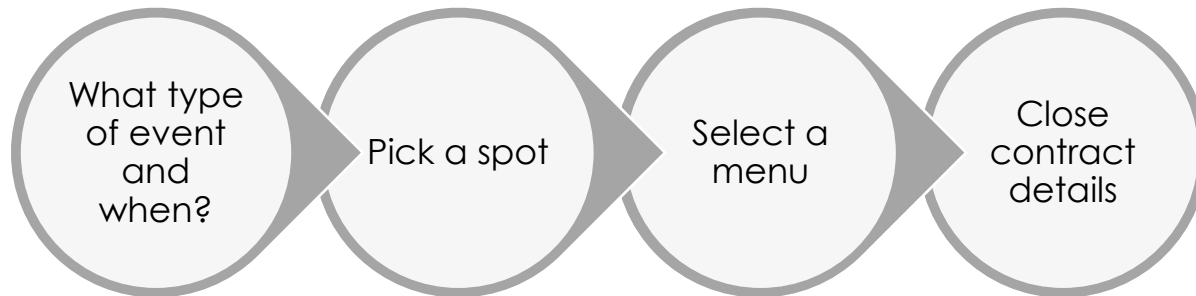 What type
of event
and
when?
Pick a spot
Select a
menu
Close
contract
details